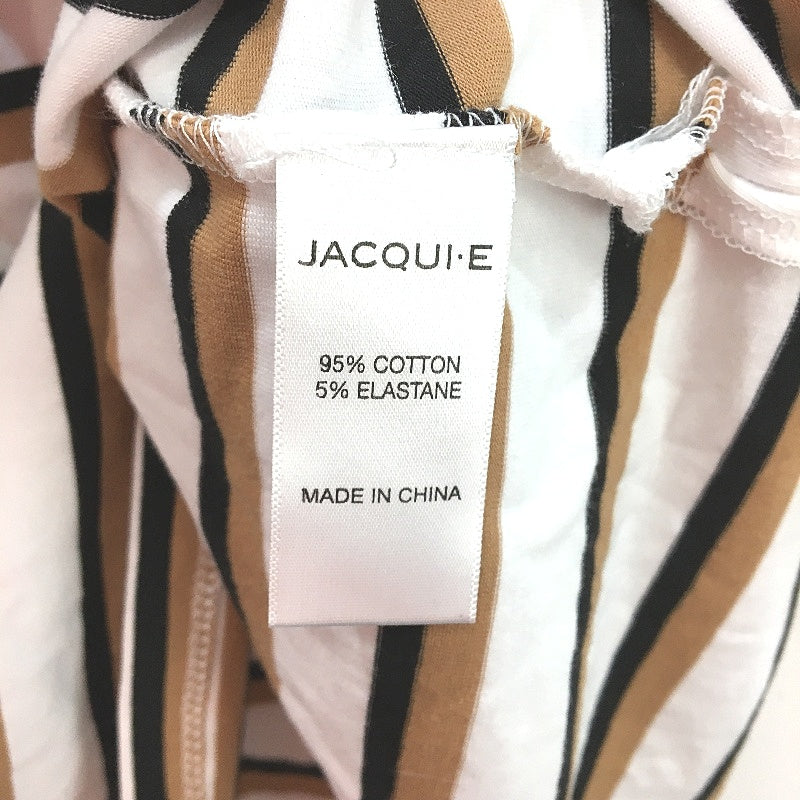 JACQUI·E
95% COTTON
5% ELASTANE
MADE IN CHINA